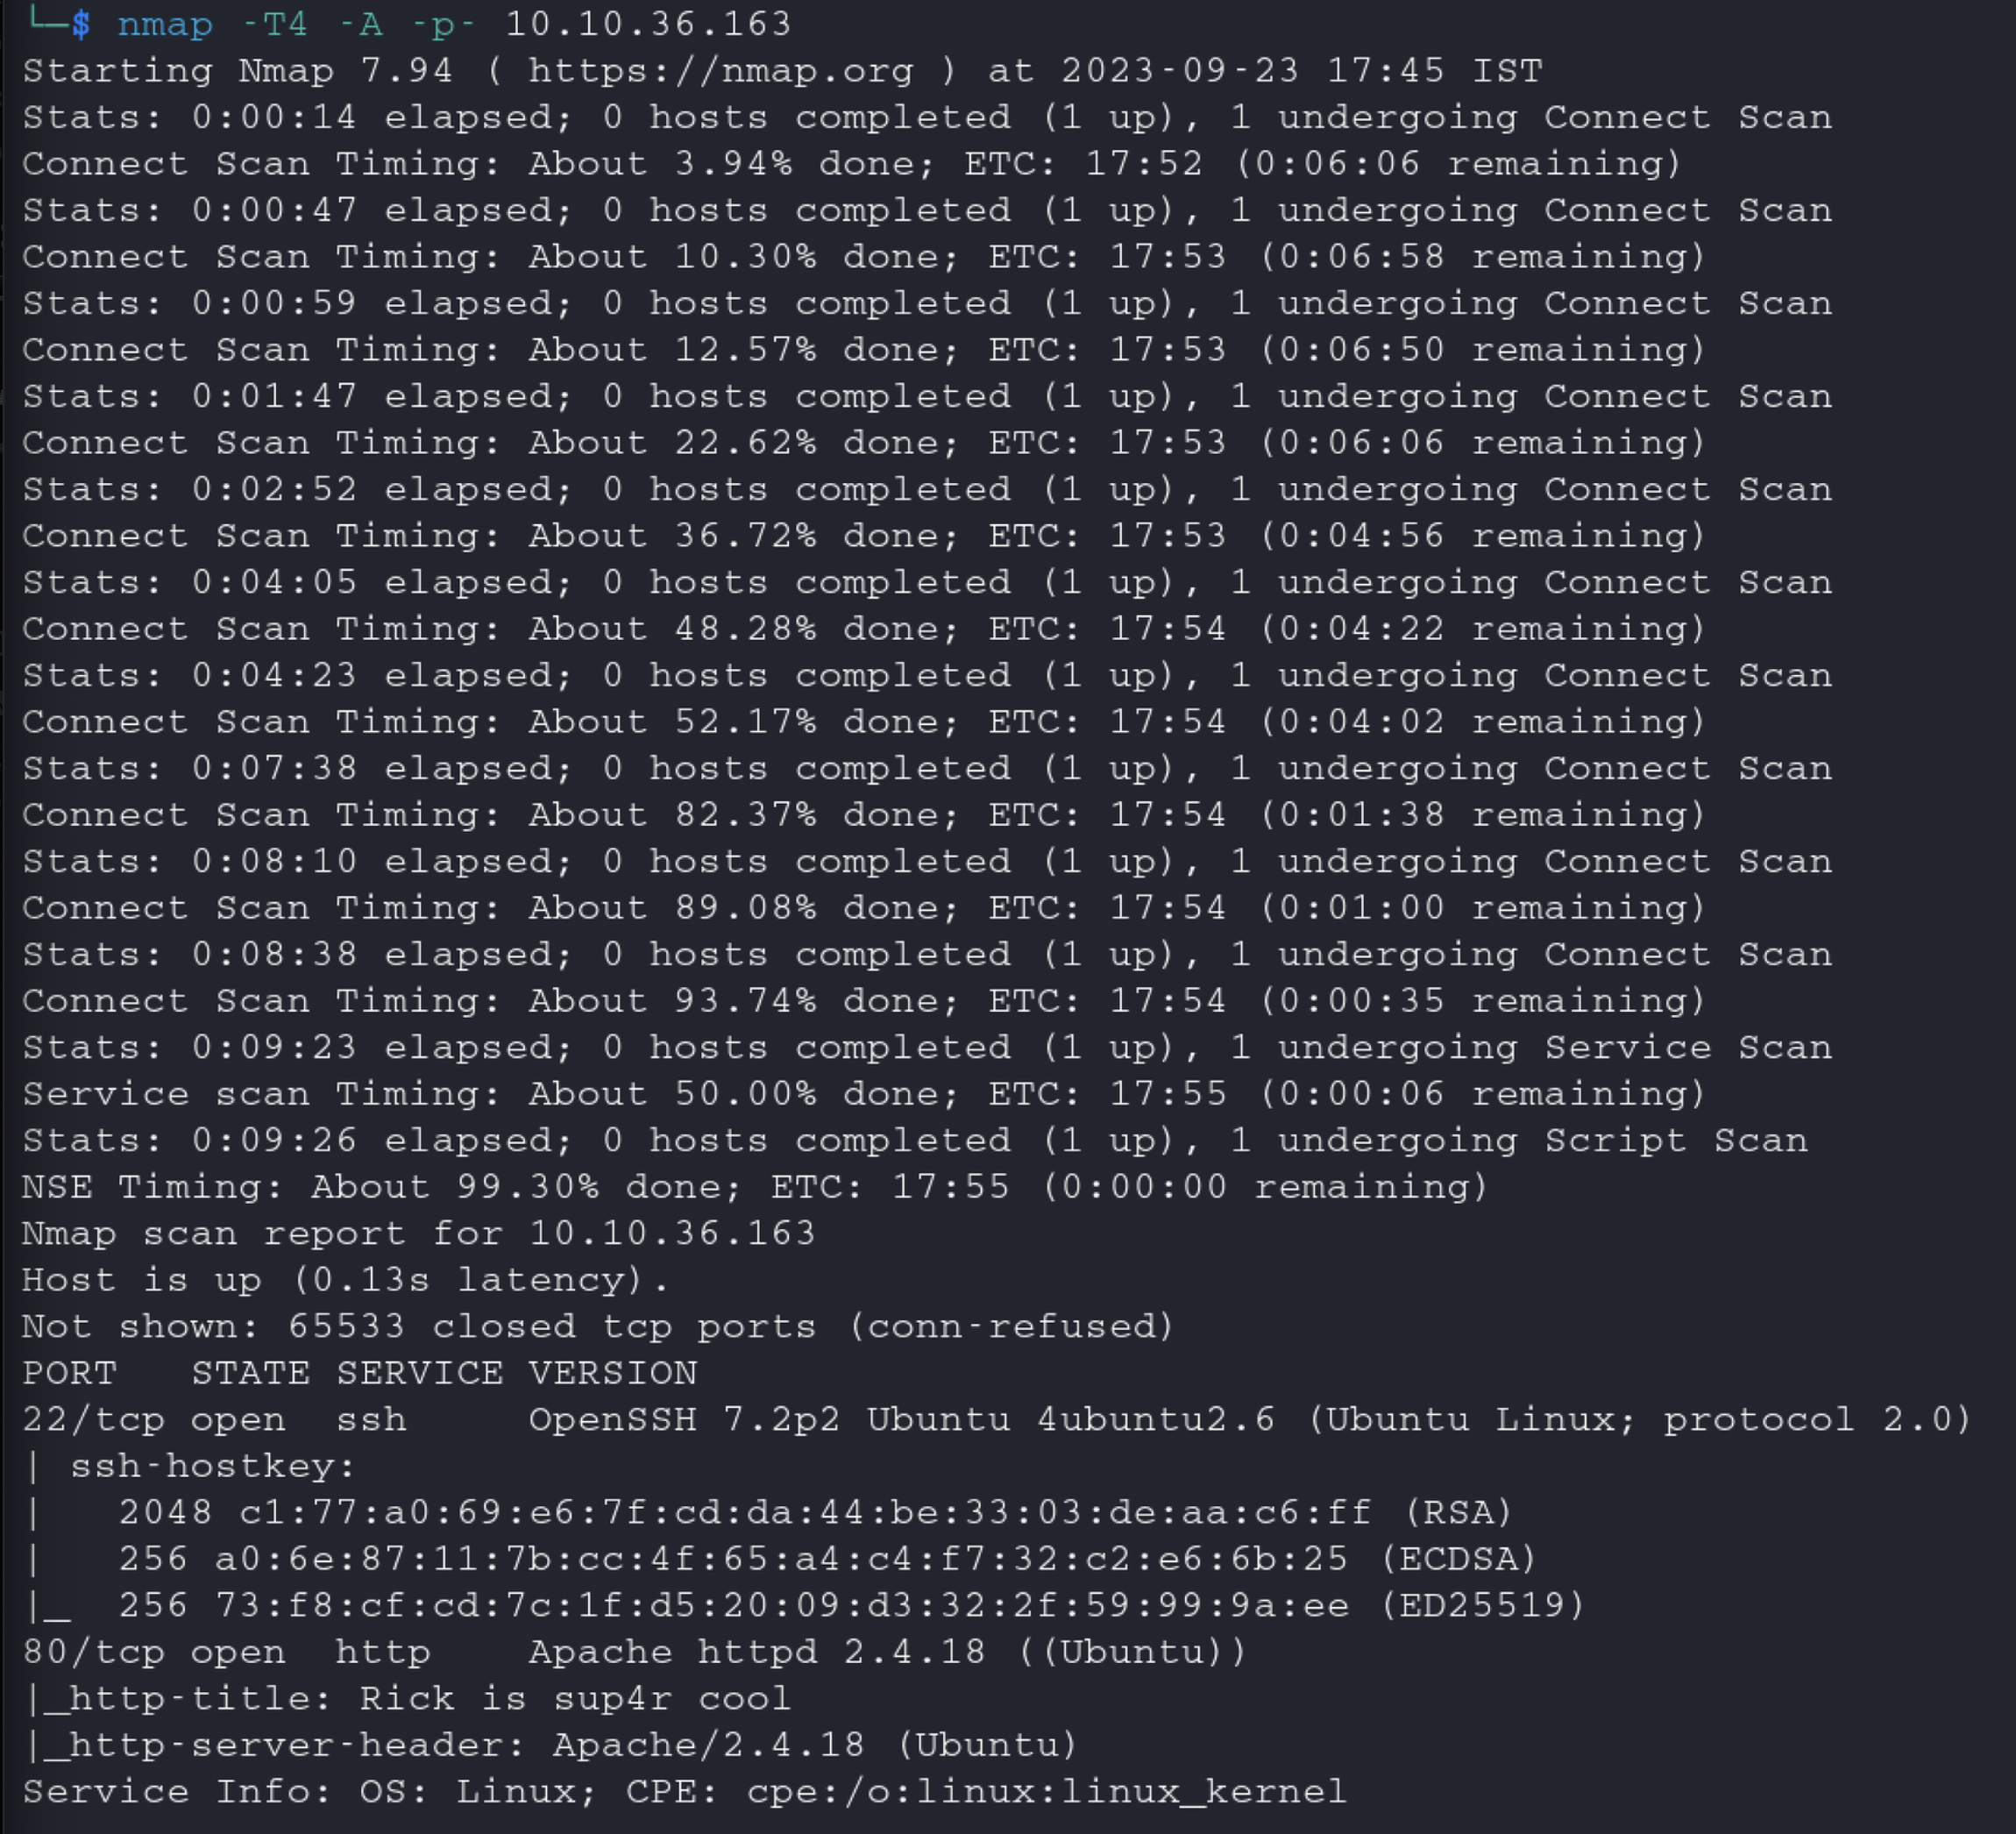 └─$ nmap -T4 -A -p- 10.10.36.163
Starting Nmap 7.94 ( https://nmap.org ) at 2023-09-23 17:45 IST
Stats: 0:00:14 elapsed; 0 hosts completed (1 up), 1 undergoing Connect Scan
Connect Scan Timing: About 3.94% done; ETC: 17:52 (0:06:06 remaining)
Stats: 0:00:47 elapsed; 0 hosts completed (1 up), 1 undergoing Connect Scan
Connect Scan Timing: About 10.30% done; ETC: 17:53 (0:06:58 remaining)
Stats: 0:00:59 elapsed; 0 hosts completed (1 up), 1 undergoing Connect Scan
Connect Scan Timing: About 12.57% done; ETC: 17:53 (0:06:50 remaining)
Stats: 0:01:47 elapsed; 0 hosts completed (1 up), 1 undergoing Connect Scan
Connect Scan Timing: About 22.62% done; ETC: 17:53 (0:06:06 remaining)
Stats: 0:02:52 elapsed; 0 hosts completed (1 up), 1 undergoing Connect Scan
Connect Scan Timing: About 36.72% done; ETC: 17:53 (0:04:56 remaining)
Stats: 0:04:05 elapsed; 0 hosts completed (1 up), 1 undergoing Connect Scan
Connect Scan Timing: About 48.28% done; ETC: 17:54 (0:04:22 remaining)
Stats: 0:04:23 elapsed; 0 hosts completed (1 up), 1 undergoing Connect Scan
Connect Scan Timing: About 52.17% done; ETC: 17:54 (0:04:02 remaining)
Stats: 0:07:38 elapsed; 0 hosts completed (1 up), 1 undergoing Connect Scan
Connect Scan Timing: About 82.37% done; ETC: 17:54 (0:01:38 remaining)
Stats: 0:08:10 elapsed; 0 hosts completed (1 up), 1 undergoing Connect Scan
Connect Scan Timing: About 89.08% done; ETC: 17:54 (0:01:00 remaining)
Stats: 0:08:38 elapsed; 0 hosts completed (1 up), 1 undergoing Connect Scan
Connect Scan Timing: About 93.74% done; ETC: 17:54 (0:00:35 remaining)
Stats: 0:09:23 elapsed; 0 hosts completed (1 up), 1 undergoing Service Scan
Service scan Timing: About 50.00% done; ETC: 17:55 (0:00:06 remaining)
Stats: 0:09:26 elapsed; 0 hosts completed (1 up), 1 undergoing Script Scan
NSE Timing: About 99.30% done; ETC: 17:55 (0:00:00 remaining)
Nmap scan report for 10.10.36.163
Host is up (0.13s latency).
Not shown: 65533 closed tcp ports (conn-refused)
PORT   STATE SERVICE VERSION
22/tcp open  ssh     OpenSSH 7.2p2 Ubuntu 4ubuntu2.6 (Ubuntu Linux; protocol 2.0)
| ssh-hostkey:
|   2048 c1:77:a0:69:e6:7f:cd:da:44:be:33:03:de:aa:c6:ff (RSA)
|   256 a0:6e:87:11:7b:cc:4f:65:a4:c4:f7:32:c2:e6:6b:25 (ECDSA)
|_  256 73:f8:cf:cd:7c:1f:d5:20:09:d3:32:2f:59:99:9a:ee (ED25519)
80/tcp open  http    Apache httpd 2.4.18 ((Ubuntu))
|_http-title: Rick is sup4r cool
|_http-server-header: Apache/2.4.18 (Ubuntu)
Service Info: OS: Linux; CPE: cpe:/o:linux:linux_kernel